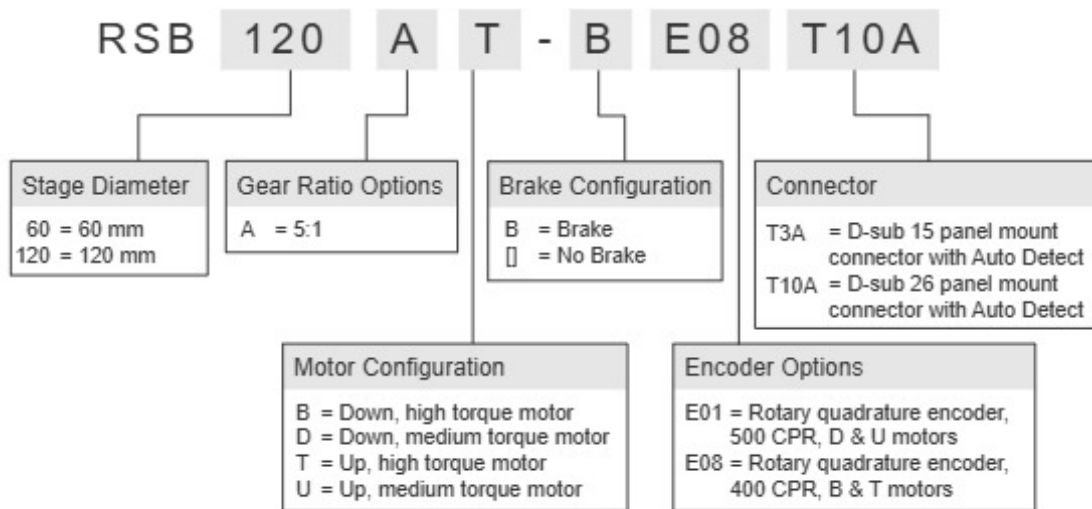 RSB 120 A T - B E08 T10A
Stage Diameter
60 = 60 mm
120 = 120 mm
Gear Ratio Options
A = 5:1
Brake Configuration
B = Brake
[] = No Brake
Connector
T3A = D-sub 15 panel mount
connector with Auto Detect
T10A = D-sub 26 panel mount
connector with Auto Detect
Motor Configuration
B = Down, high torque motor
D = Down, medium torque motor
T = Up, high torque motor
U = Up, medium torque motor
Encoder Options
E01 = Rotary quadrature encoder,
500 CPR, D & U motors
E08 = Rotary quadrature encoder,
400 CPR, B & T motors